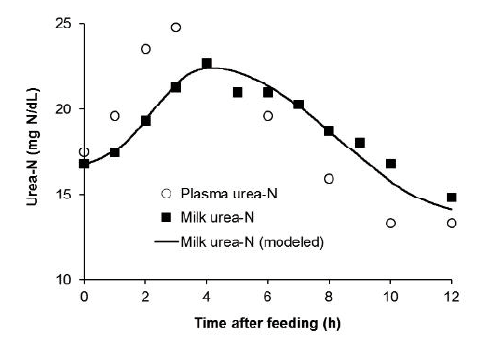 25
20
15
10
Urea-N (mg N/dL)
Plasma urea-N
Milk urea-N
Milk urea-N (modeled)
0 2 4 6 8 10 12
Time after feeding (h)